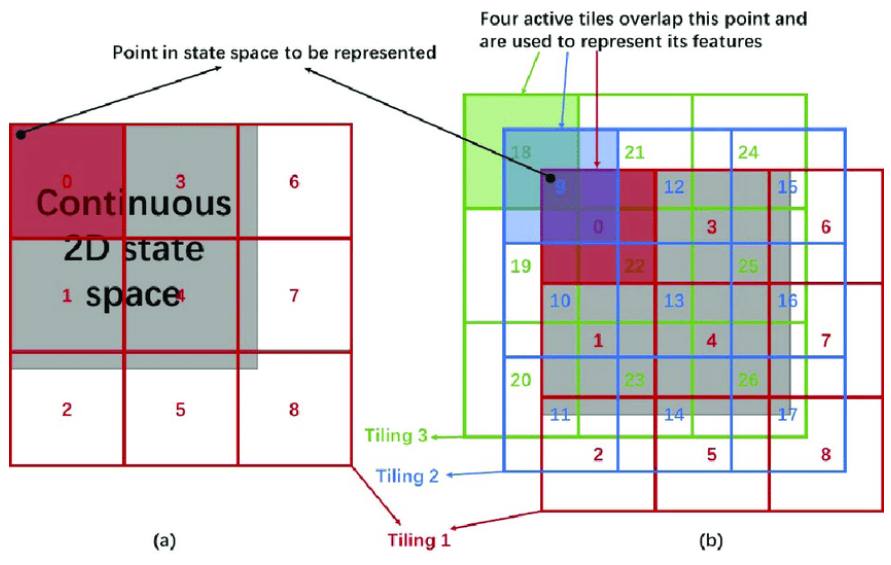 Four active tiles overlap this point and
are used to represent its features
Point in state space to be represented
0 3 6
Continuous
2D state
space
1 4 7
2 5 8
18 21 24
9 12 15
0 3 6
19 22 25
10 13 16
1 4 7
20 23 26
11 14 17
2 5 8
Tiling 3
Tiling 2
Tiling 1
(a)
(b)